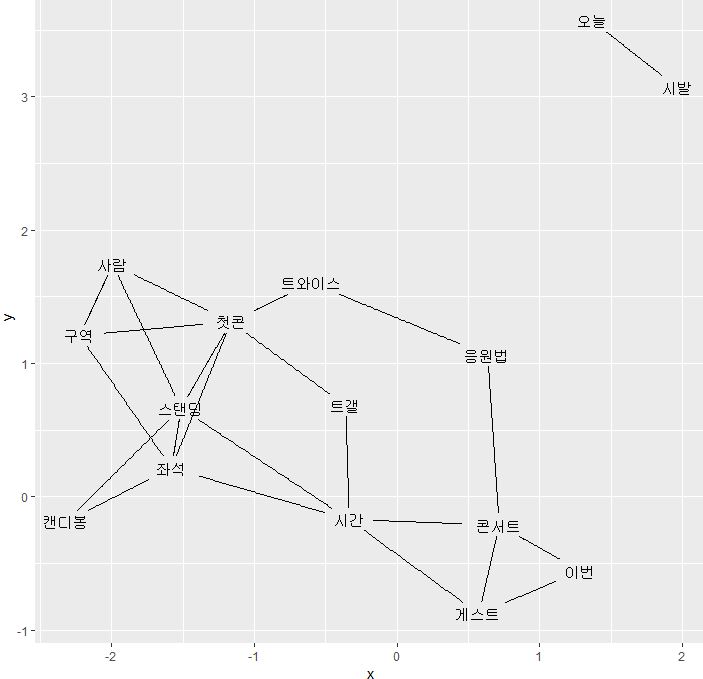 오늘
시발
3
2
사람
트와이스
첫콘
구역
y
응원법
1
스탠딩
트갤
좌석
0
캔디봉
시간
콘서트
이번
게스트
-1
-2
-1
0
1
2
x